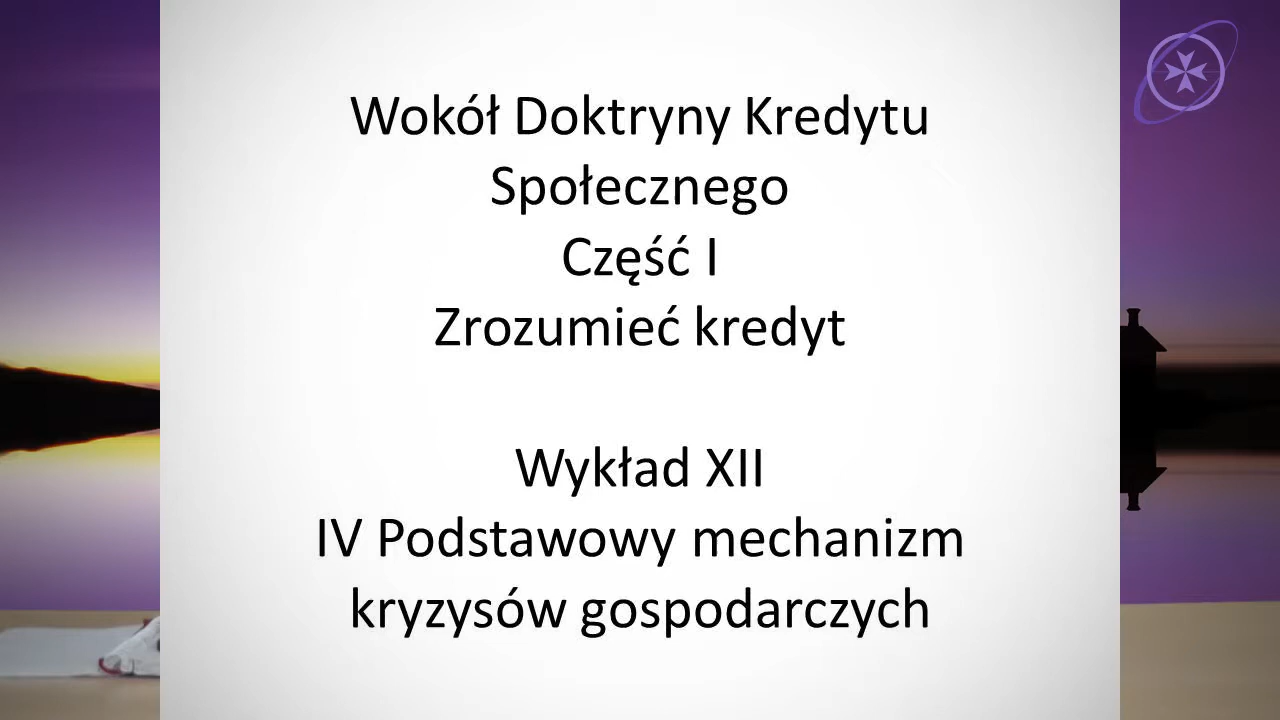 Wokół Doktryny Kredytu
Społecznego
Część I
Zrozumieć kredyt
Wykład XII
IV Podstawowy mechanizm
kryzysów gospodarczych